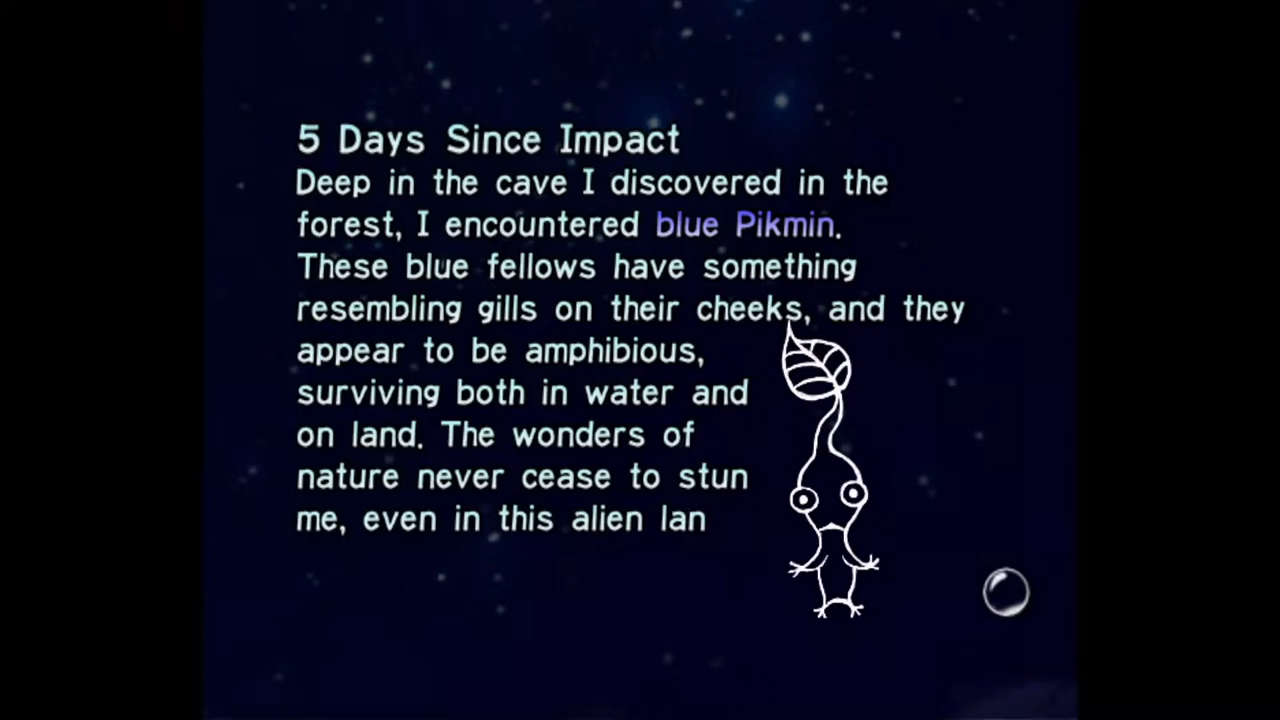 5 Days Since Impact
Deep in the cave I discovered in the
forest, I encountered blue Pikmin.
These blue fellows have something
resembling gills on their cheeks, and they
appear to be amphibious,
surviving both in water and
on land. The wonders of
nature never cease to stun
me, even in this alien lan